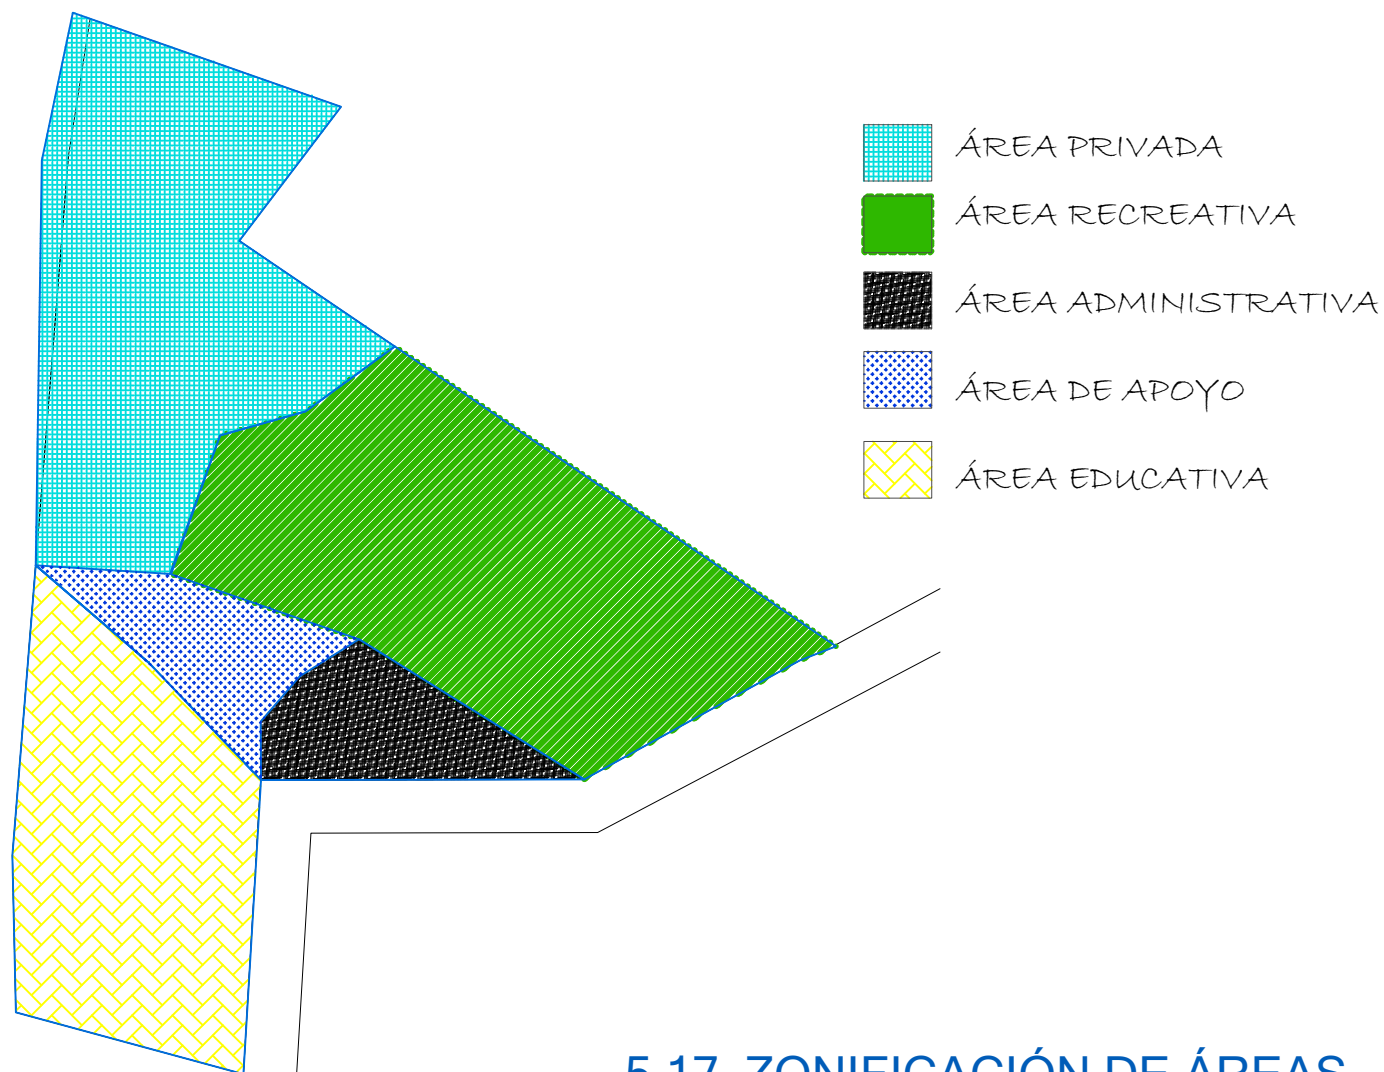 ÁREA PRIVADA
ÁREA RECREATIVA
ÁREA ADMINISTRATIVA
ÁREA DE APOYO
ÁREA EDUCATIVA
5.17. ZONIFICACIÓN DE ÁREAS